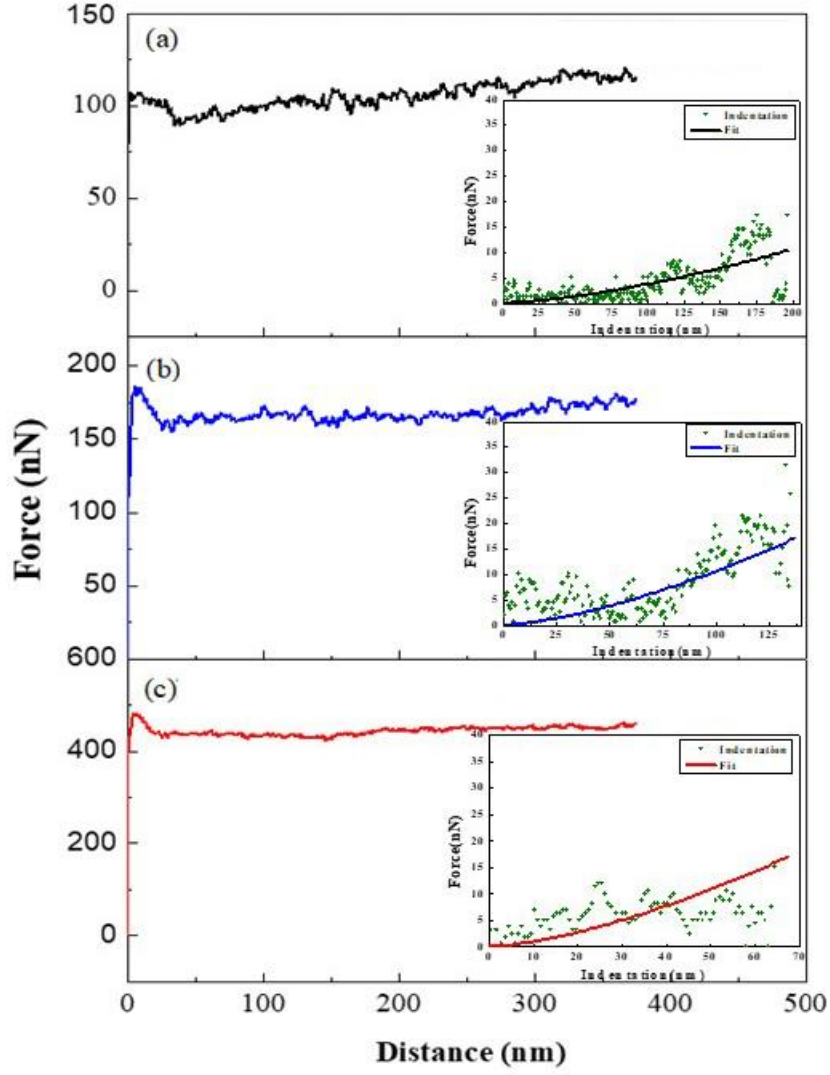 Force (nN)
(a)
150
100
50
0
40
35
30
25
20
15
10
5
0
Force(nN)
Indentation
Fit
0 25 50 75 100 125 150 175 200
Indentation(nm)
(b)
200
150
100
50
600
40
35
30
25
20
15
10
5
0
Force(nN)
Indentation
Fit
0 25 50 75 100 125
Indentation(nm)
(c)
400
200
0
40
35
30
25
20
15
10
5
0
Force(nN)
Indentation
Fit
0 10 20 30 40 50 60 70
Indentation(nm)
0 100 200 300 400 500
Distance (nm)